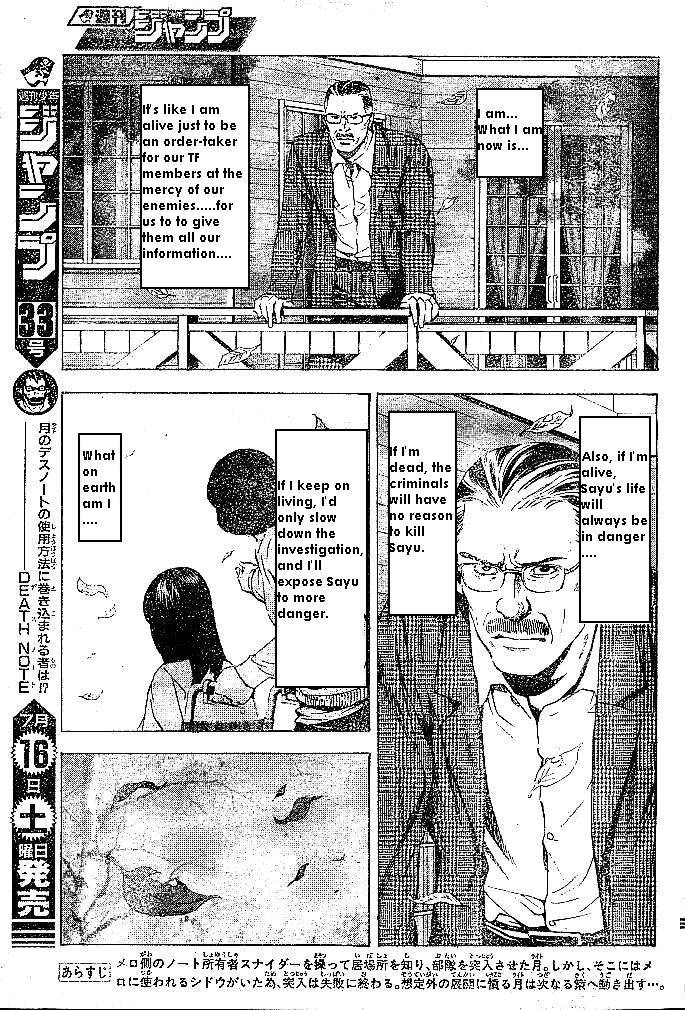 週刊少年ジャンプ
I am...
What I am
now is...
It's like I am
alive just to be
an order-taker
for our TF
members at the
mercy of our
enemies.....for
us to to give
them all our
information....
Also, if I'm
alive,
Sayu's life
will
always be
in danger
....
If I'm
dead, the
criminals
will have
no reason
to kill
Sayu.
If I keep on
living, I'd
only slow
down the
investigation,
and I'll
expose Sayu
to more
danger.
What
on
earth
am I
....
ジャンプ
33号
月のデスノートの使用方法に巻き込まれる者は!?
DEATH NOTE
7月16日土曜日発売
あらすじ
メロ側のノート所有者スナイダーを操って居場所を知り、部隊を突入させた月。しかし、そこにはメ
ロに使われるシドウがいたため、突入は失敗に終わる。想定外の展開に憤る月は次なる策へ動き出す…。